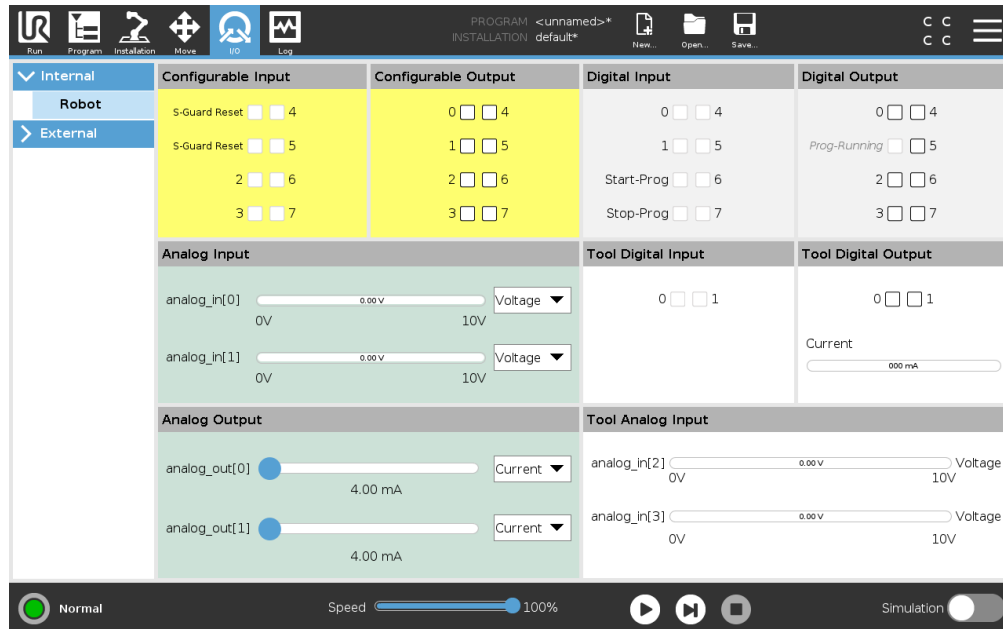 PROGRAM <unnamed>*
INSTALLATION default*
C C
C C
Run Program Installation Move I/O Log New... Open... Save...
Internal
Robot
External
Configurable Input
S-Guard Reset 4
S-Guard Reset 5
2 6
3 7
Configurable Output
0 4
1 5
2 6
3 7
Digital Input
0 4
1 5
Start-Prog 6
Stop-Prog 7
Digital Output
0 4
Prog-Running 5
2 6
3 7
Analog Input
analog_in[0] 0.00 V Voltage
0V 10V
analog_in[1] 0.00 V Voltage
0V 10V
Tool Digital Input
0 1
Tool Digital Output
0 1
Current
000 mA
Analog Output
analog_out[0] Current
4.00 mA
analog_out[1] Current
4.00 mA
Tool Analog Input
analog_in[2] 0.00 V Voltage
0V 10V
analog_in[3] 0.00 V Voltage
0V 10V
Normal Speed 100% Simulation